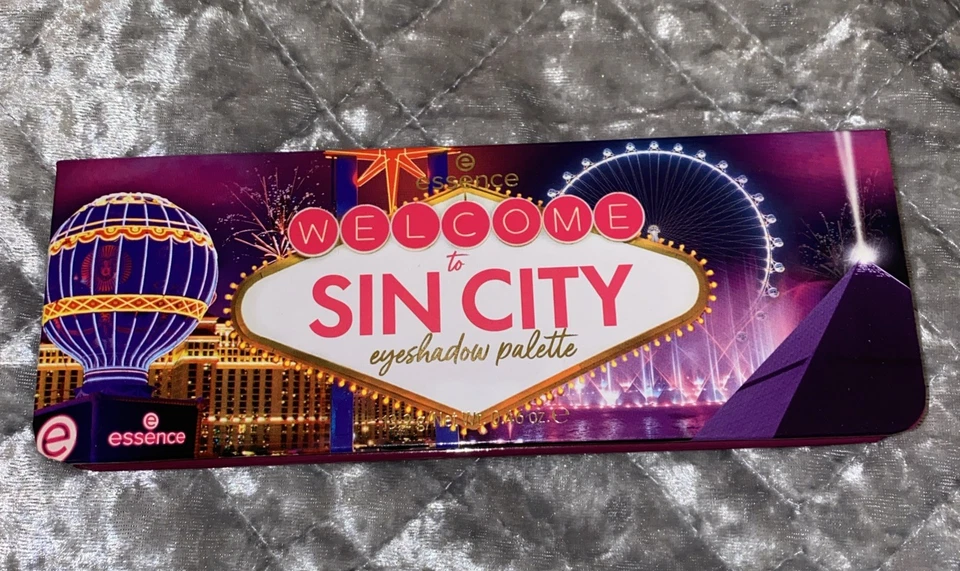 e
essence
WELCOME
to
SIN CITY
eyeshadow palette
e
essence
e